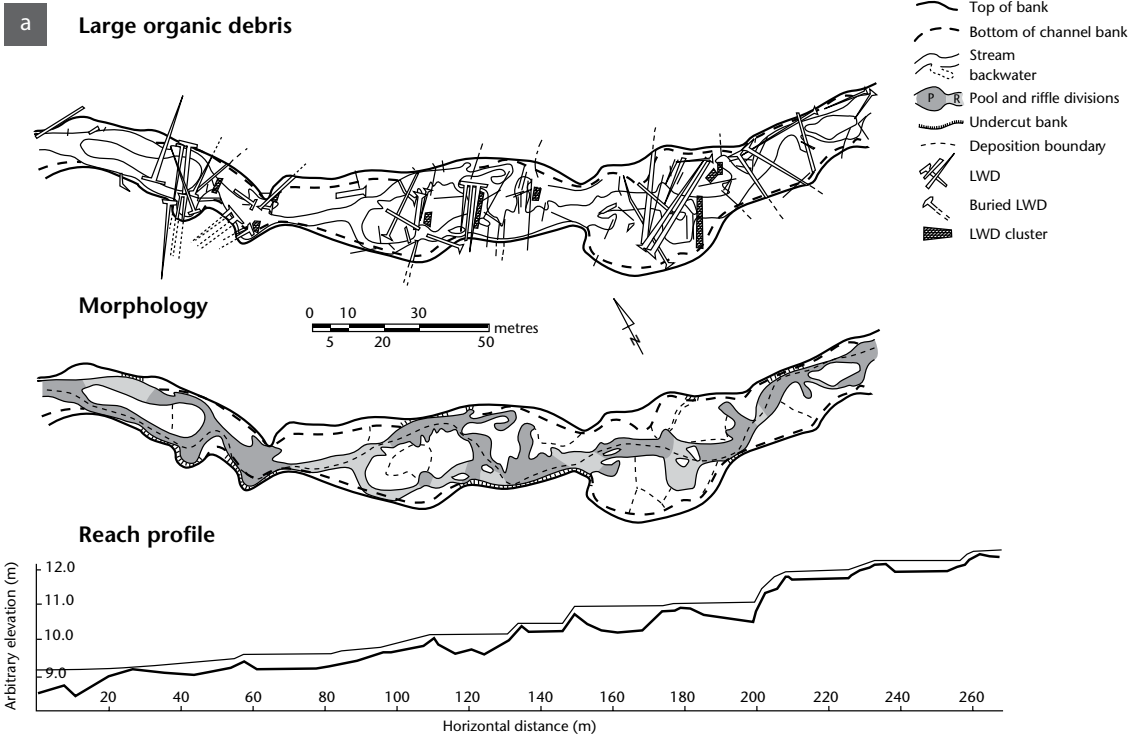 a
Large organic debris
Top of bank
Bottom of channel bank
Stream
backwater
P R Pool and riffle divisions
Undercut bank
Deposition boundary
LWD
Buried LWD
LWD cluster
Morphology
0 10 30
metres
5 20 50
N
Reach profile
Arbitrary elevation (m)
12.0
11.0
10.0
9.0
20 40 60 80 100 120 140 160 180 200 220 240 260
Horizontal distance (m)